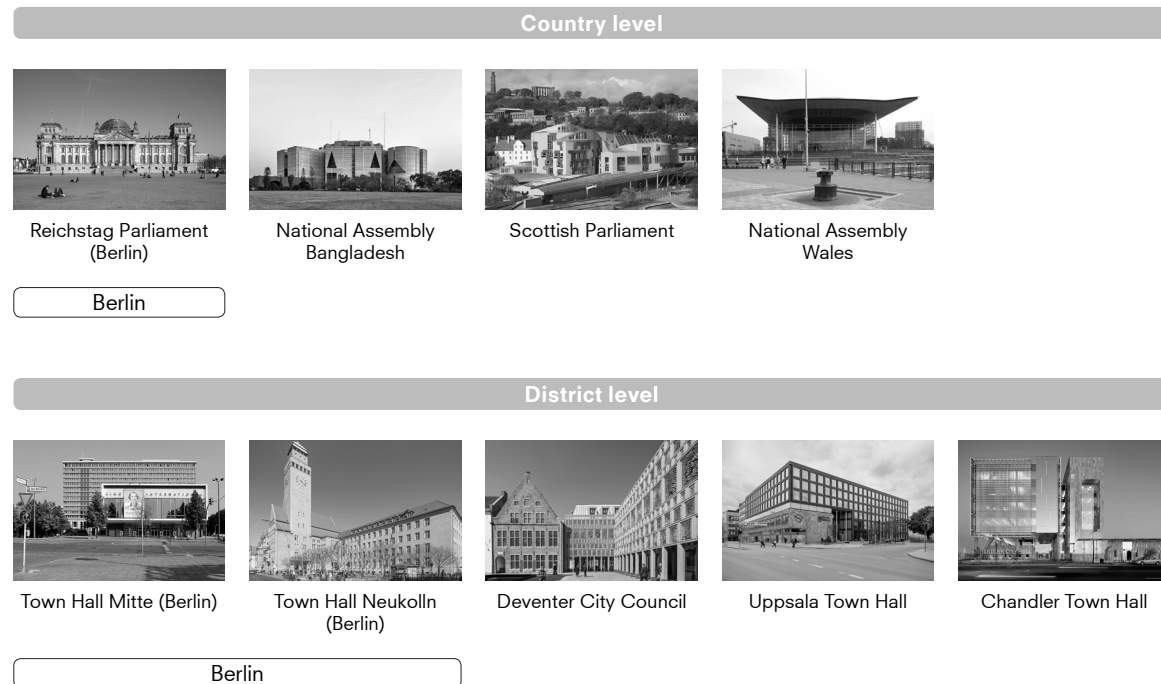 Country level
Reichstag Parliament
(Berlin)
National Assembly
Bangladesh
Scottish Parliament
National Assembly
Wales
Berlin
District level
Town Hall Mitte (Berlin)
Town Hall Neukolln
(Berlin)
Deventer City Council
Uppsala Town Hall
Chandler Town Hall
Berlin